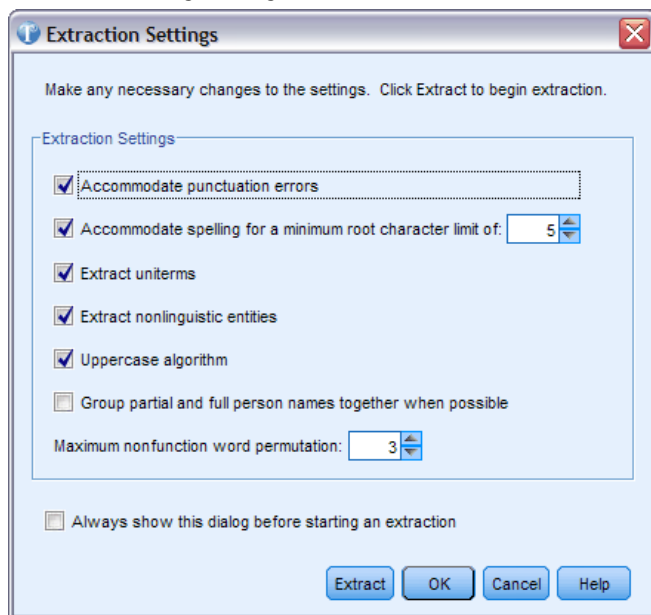 Extraction Settings
Make any necessary changes to the settings. Click Extract to begin extraction.
Extraction Settings
Accommodate punctuation errors
Accommodate spelling for a minimum root character limit of: 5
Extract uniterms
Extract nonlinguistic entities
Uppercase algorithm
Group partial and full person names together when possible
Maximum nonfunction word permutation: 3
Always show this dialog before starting an extraction
Extract OK Cancel Help